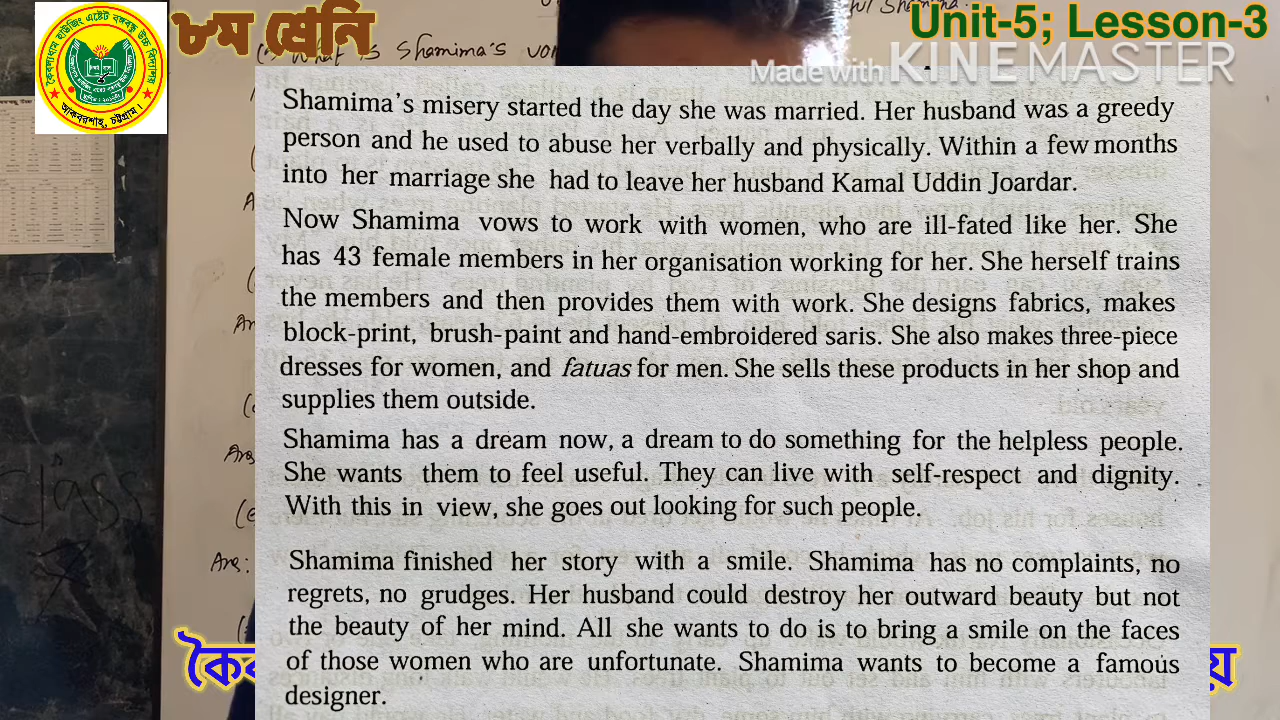 ৮ম শ্রেনি
Unit-5; Lesson-3
Made with KINEMASTER
What is Shamima's
Shamima's misery started the day she was married. Her husband was a greedy
person and he used to abuse her verbally and physically. Within a few months
into her marriage she had to leave her husband Kamal Uddin Joardar.
Now Shamima vows to work with women, who are ill-fated like her. She
has 43 female members in her organisation working for her. She herself trains
the members and then provides them with work. She designs fabrics, makes
block-print, brush-paint and hand-embroidered saris. She also makes three-piece
dresses for women, and fatuas for men. She sells these products in her shop and
supplies them outside.
Shamima has a dream now, a dream to do something for the helpless people.
She wants them to feel useful. They can live with self-respect and dignity.
With this in view, she goes out looking for such people.
Shamima finished her story with a smile. Shamima has no complaints, no
regrets, no grudges. Her husband could destroy her outward beauty but not
the beauty of her mind. All she wants to do is to bring a smile on the faces
of those women who are unfortunate. Shamima wants to become a famous
designer.
Class
Ans: